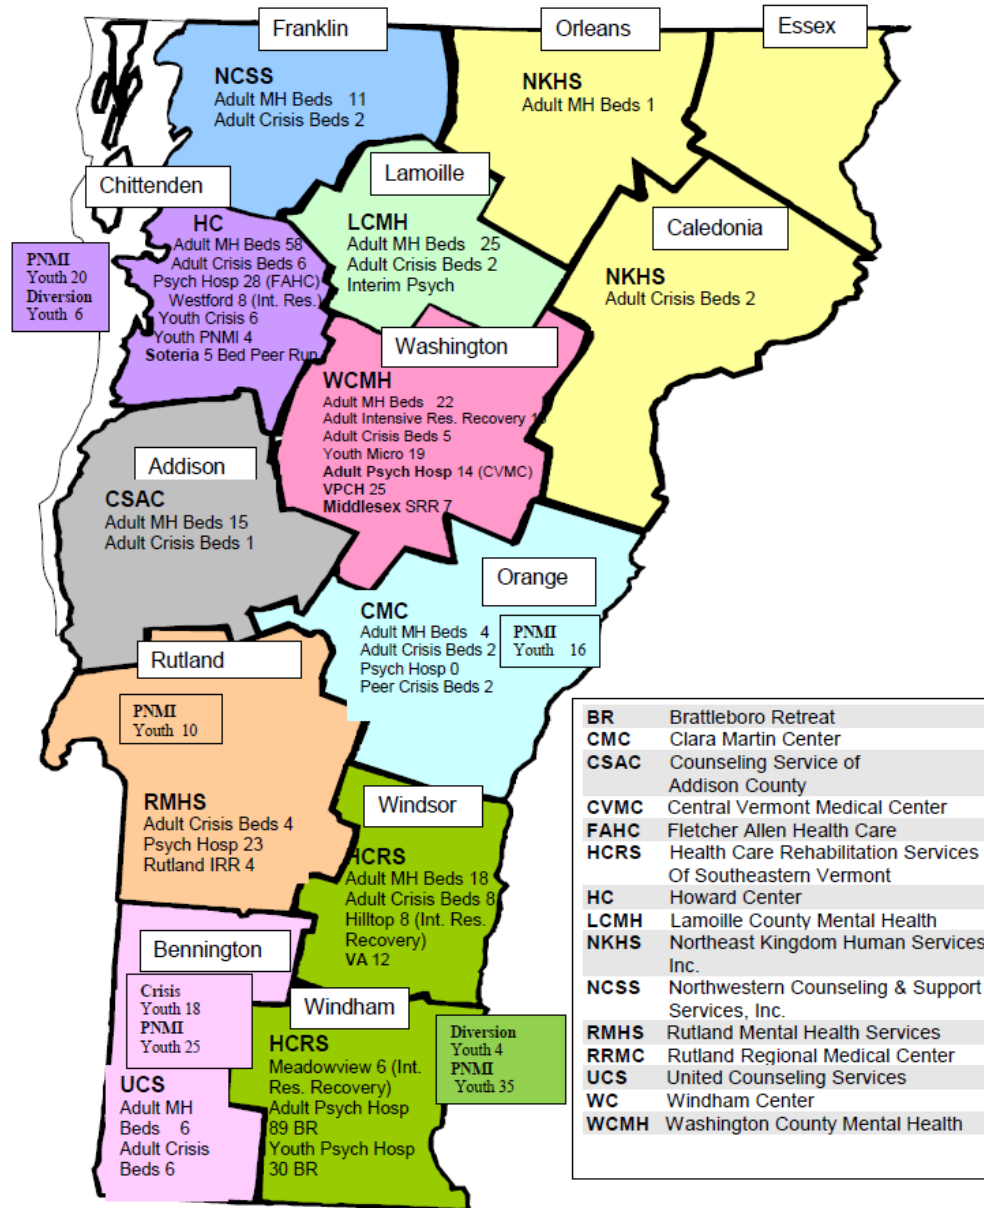 Franklin
Orleans
Essex
NCSS
Adult MH Beds 11
Adult Crisis Beds 2
NKHS
Adult MH Beds 1
Chittenden
Lamoille
Caledonia
HC
Adult MH Beds 58
Adult Crisis Beds 6
Psych Hosp 28 (FAHC)
Westford 8 (Int. Res.)
Youth Crisis 6
Youth PNMI 4
Soteria 5 Bed Peer Run
PNMI
Youth 20
Diversion
Youth 6
LCMH
Adult MH Beds 25
Adult Crisis Beds 2
Interim Psych
NKHS
Adult Crisis Beds 2
Washington
WCMH
Adult MH Beds 22
Adult Intensive Res. Recovery
Adult Crisis Beds 5
Youth Micro 19
Adult Psych Hosp 14 (CVMC)
VPCH 25
Middlesex SRR 7
Addison
CSAC
Adult MH Beds 15
Adult Crisis Beds 1
Orange
CMC
Adult MH Beds 4
Adult Crisis Beds 2
Psych Hosp 0
Peer Crisis Beds 2
PNMI
Youth 16
Rutland
PNMI
Youth 10
RMHS
Adult Crisis Beds 4
Psych Hosp 23
Rutland IRR 4
Windsor
HCRS
Adult MH Beds 18
Adult Crisis Beds 8
Hilltop 8 (Int. Res.
Recovery)
VA 12
Bennington
Crisis
Youth 18
PNMI
Youth 25
UCS
Adult MH
Beds 6
Adult Crisis
Beds 6
Windham
HCRS
Meadowview 6 (Int.
Res. Recovery)
Adult Psych Hosp
89 BR
Youth Psych Hosp
30 BR
Diversion
Youth 4
PNMI
Youth 35
BR Brattleboro Retreat
CMC Clara Martin Center
CSAC Counseling Service of
Addison County
CVMC Central Vermont Medical Center
FAHC Fletcher Allen Health Care
HCRS Health Care Rehabilitation Services
Of Southeastern Vermont
HC Howard Center
LCMH Lamoille County Mental Health
NKHS Northeast Kingdom Human Services
Inc.
NCSS Northwestern Counseling & Support
Services, Inc.
RMHS Rutland Mental Health Services
RRMC Rutland Regional Medical Center
UCS United Counseling Services
WC Windham Center
WCMH Washington County Mental Health